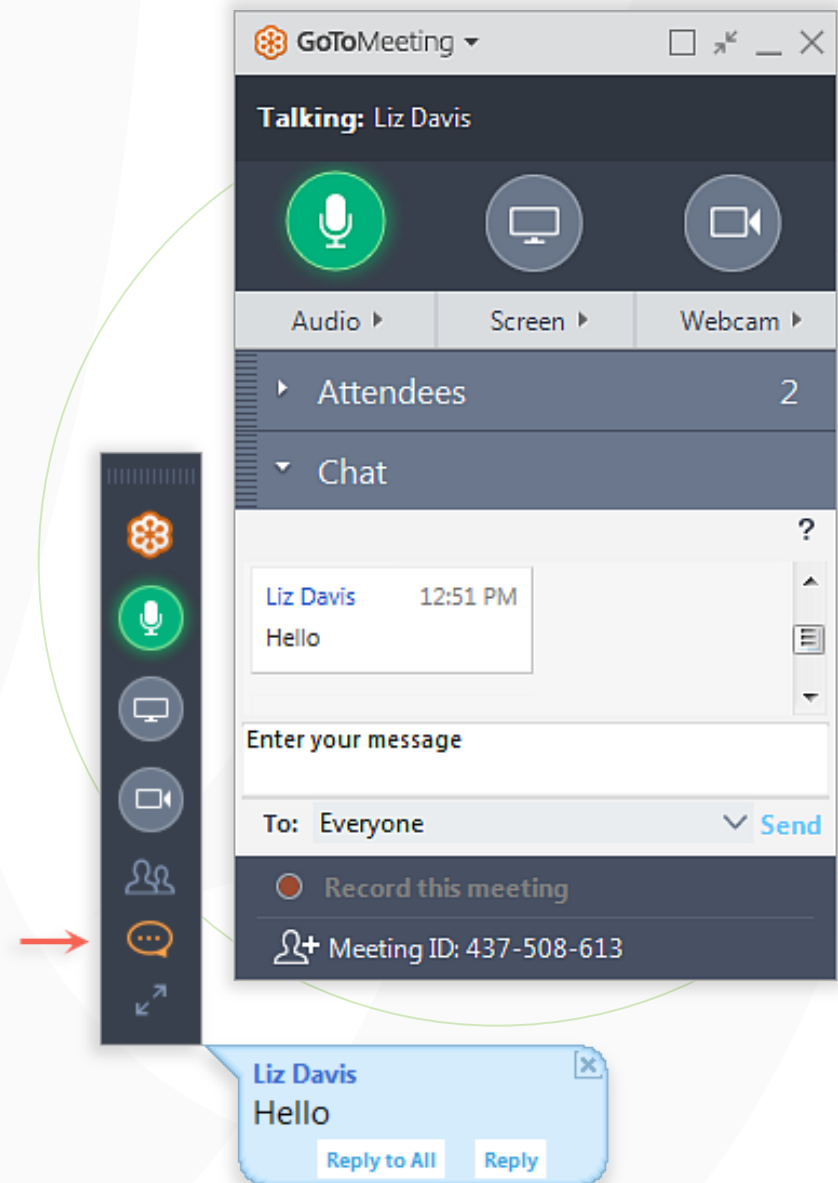 GoToMeeting
Talking: Liz Davis
Audio Screen Webcam
Attendees 2
Chat
?
Liz Davis 12:51 PM
Hello
Enter your message
To: Everyone Send
Record this meeting
Meeting ID: 437-508-613
Liz Davis
Hello
Reply to All Reply